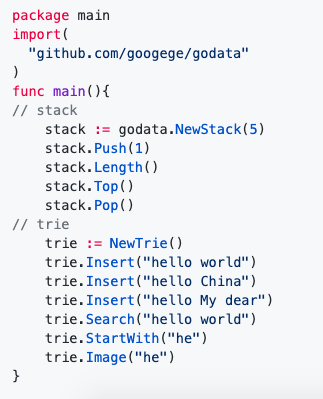 package main
import(
  "github.com/googege/godata"
)
func main(){
// stack
    stack := godata.NewStack(5)
    stack.Push(1)
    stack.Length()
    stack.Top()
    stack.Pop()
// trie
    trie := NewTrie()
    trie.Insert("hello world")
    trie.Insert("hello China")
    trie.Insert("hello My dear")
    trie.Search("hello world")
    trie.StartWith("he")
    trie.Image("he")
}